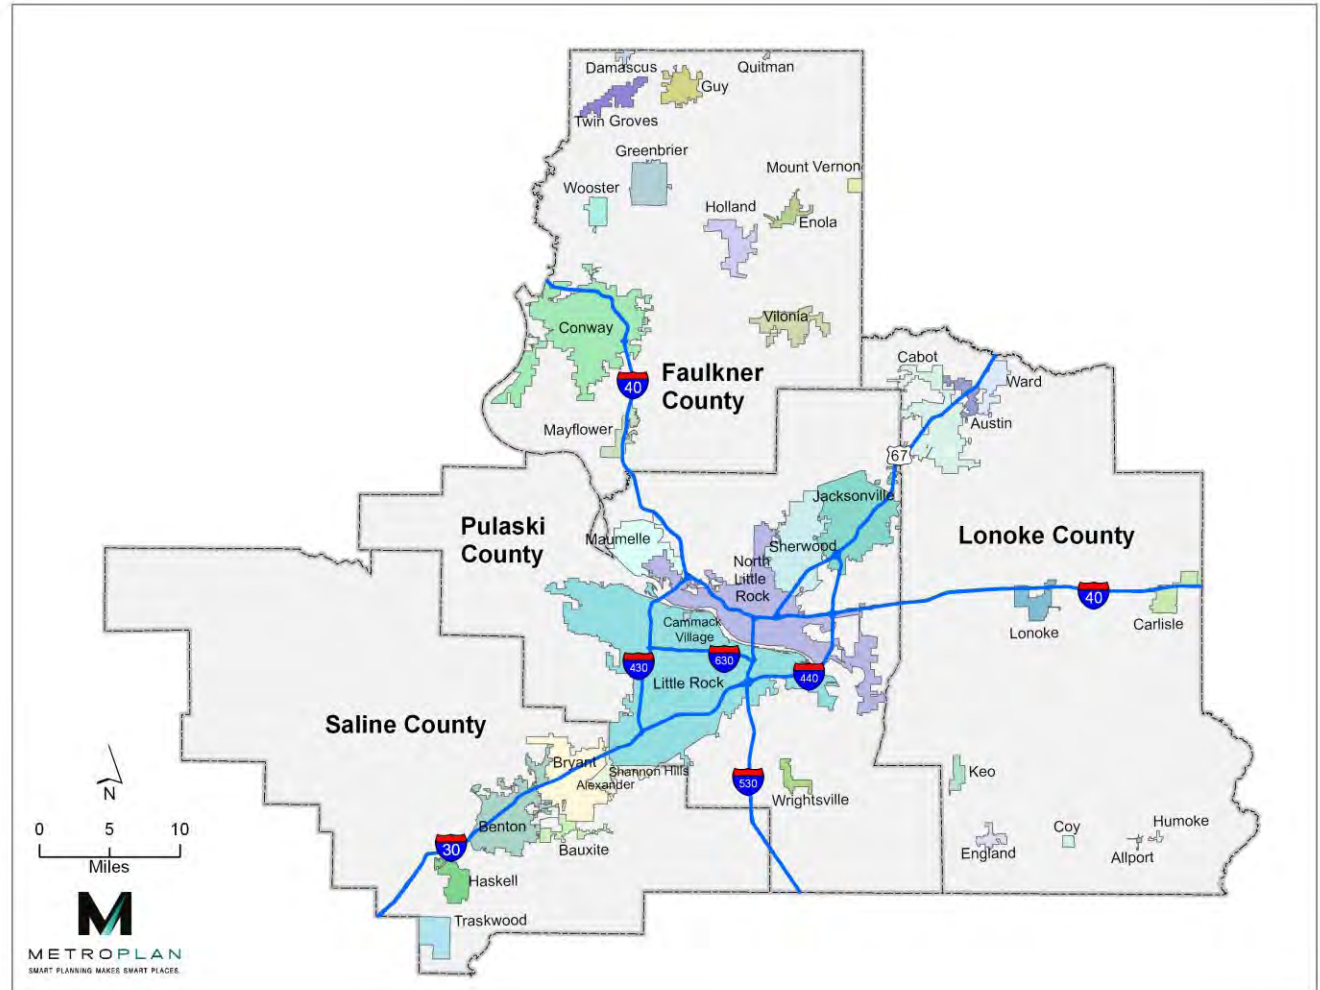 Damascus
Quitman
Guy
Twin Groves
Greenbrier
Mount Vernon
Wooster
Holland
Enola
Vilonia
Conway
Cabot
Ward
Faulkner
County
40
Austin
Mayflower
67
Jacksonville
Pulaski
County
Maumelle
Sherwood
Lonoke County
North
Little
Rock
40
Cammack
Village
Lonoke
Carlisle
430
630
440
Little Rock
Saline County
Bryant
Shannon Hills
Alexander
530
Wrightsville
Keo
N
0 5 10
Miles
Benton
30
Bauxite
Haskell
Traskwood
England
Coy
Humoke
Allport
METROPLAN
SMART PLANNING MAKES SMART PLACES.